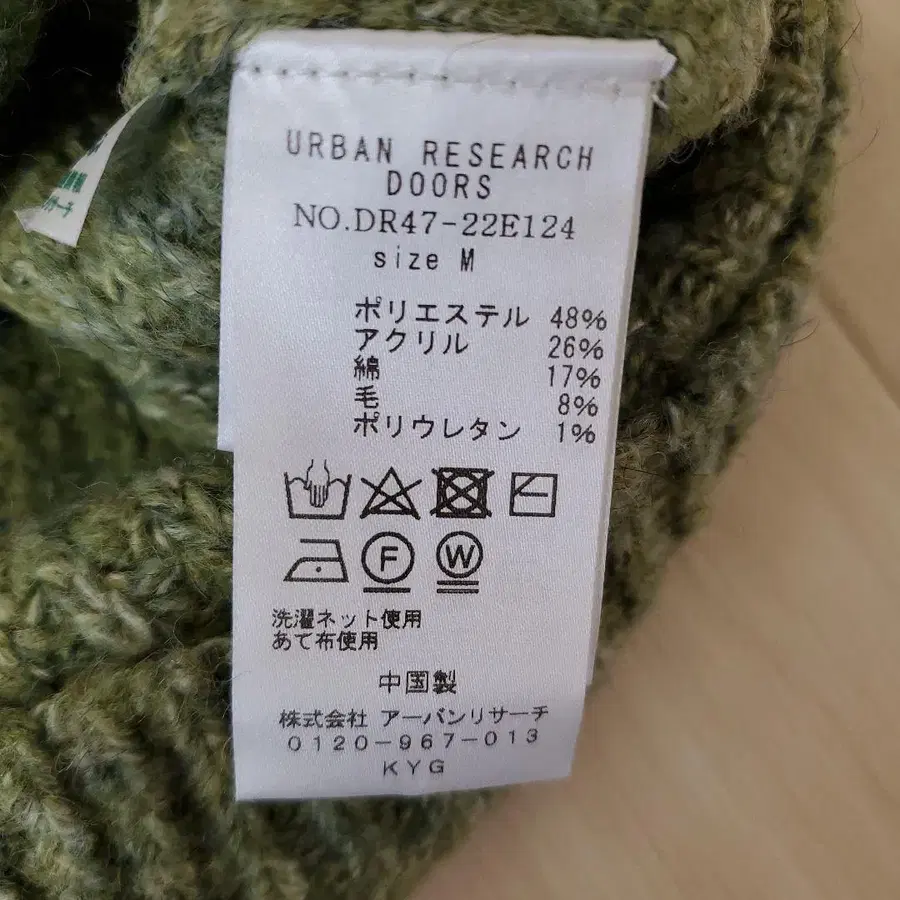 URBAN RESEARCH
DOORS
NO.DR47-22E124
size M
ポリエステル 48%
アクリル 26%
綿 17%
毛 8%
ポリウレタン 1%
F W
洗濯ネット使用
あて布使用
中国製
株式会社 アーバンリサーチ
0120-967-013
KYG